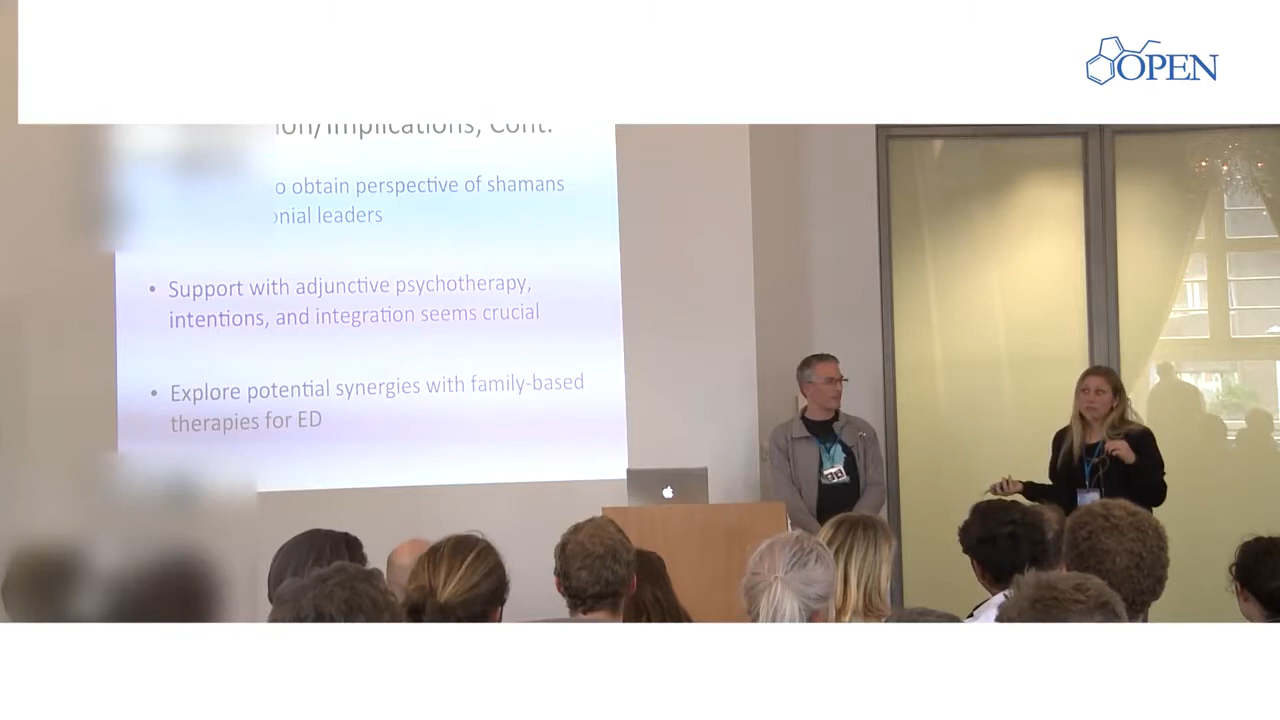 OPEN
ion/Implications, Cont.
o obtain perspective of shamans
onial leaders
• Support with adjunctive psychotherapy,
intentions, and integration seems crucial
• Explore potential synergies with family-based
therapies for ED